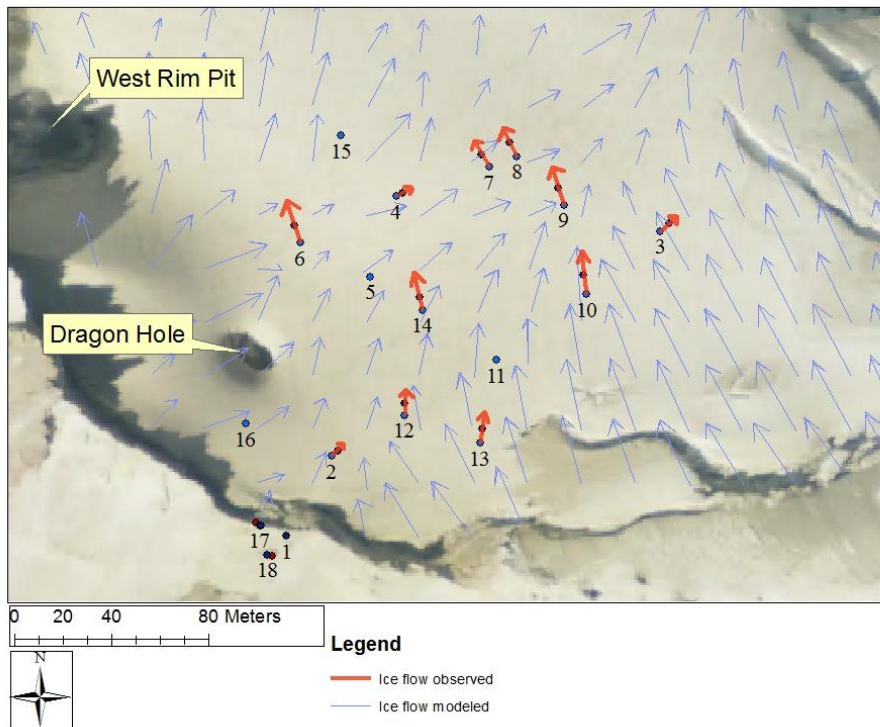 West Rim Pit
15
7
8
4
9
6
3
5
10
14
Dragon Hole
11
12
16
13
2
17
1
18
0 20 40 80 Meters
N
Legend
Ice flow observed
Ice flow modeled